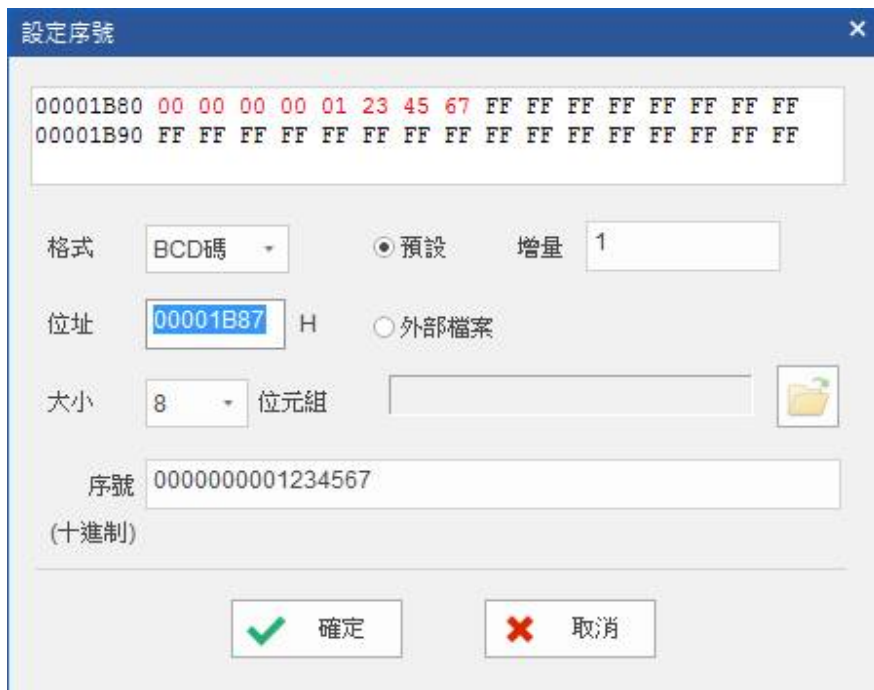 設定序號
00001B80 00 00 00 00 01 23 45 67 FF FF FF FF FF FF FF FF
00001B90 FF FF FF FF FF FF FF FF FF FF FF FF FF FF FF FF
格式 BCD碼 預設 增量 1
位址 00001B87 H 外部檔案
大小 8 位元組
序號 0000000001234567
(十進制)
確定 取消